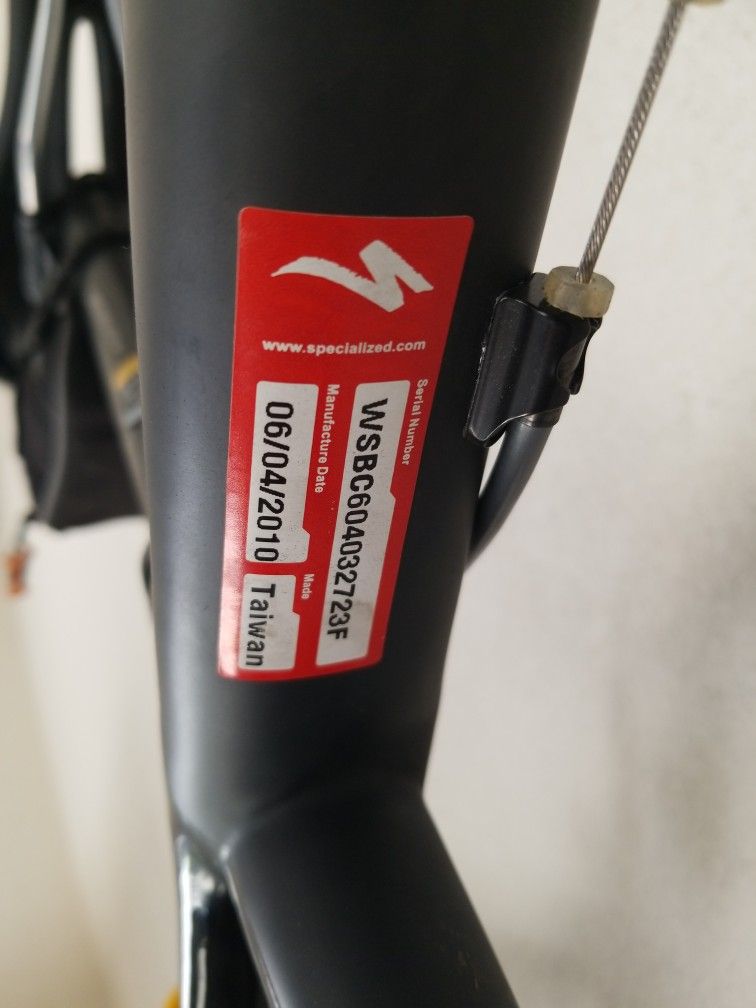 www.specialized.com
Serial Number
WSBC604032723F
Manufacture Date
06/04/2010
Made
Taiwan